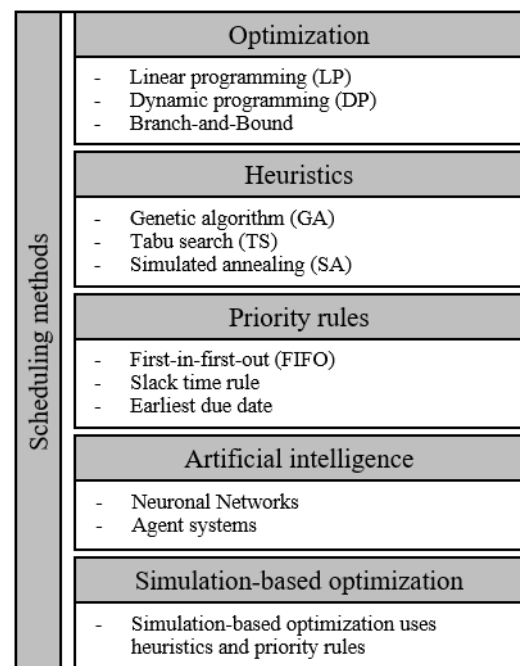 Scheduling methods
Optimization
- Linear programming (LP)
- Dynamic programming (DP)
- Branch-and-Bound
Heuristics
- Genetic algorithm (GA)
- Tabu search (TS)
- Simulated annealing (SA)
Priority rules
- First-in-first-out (FIFO)
- Slack time rule
- Earliest due date
Artificial intelligence
- Neuronal Networks
- Agent systems
Simulation-based optimization
- Simulation-based optimization uses
heuristics and priority rules